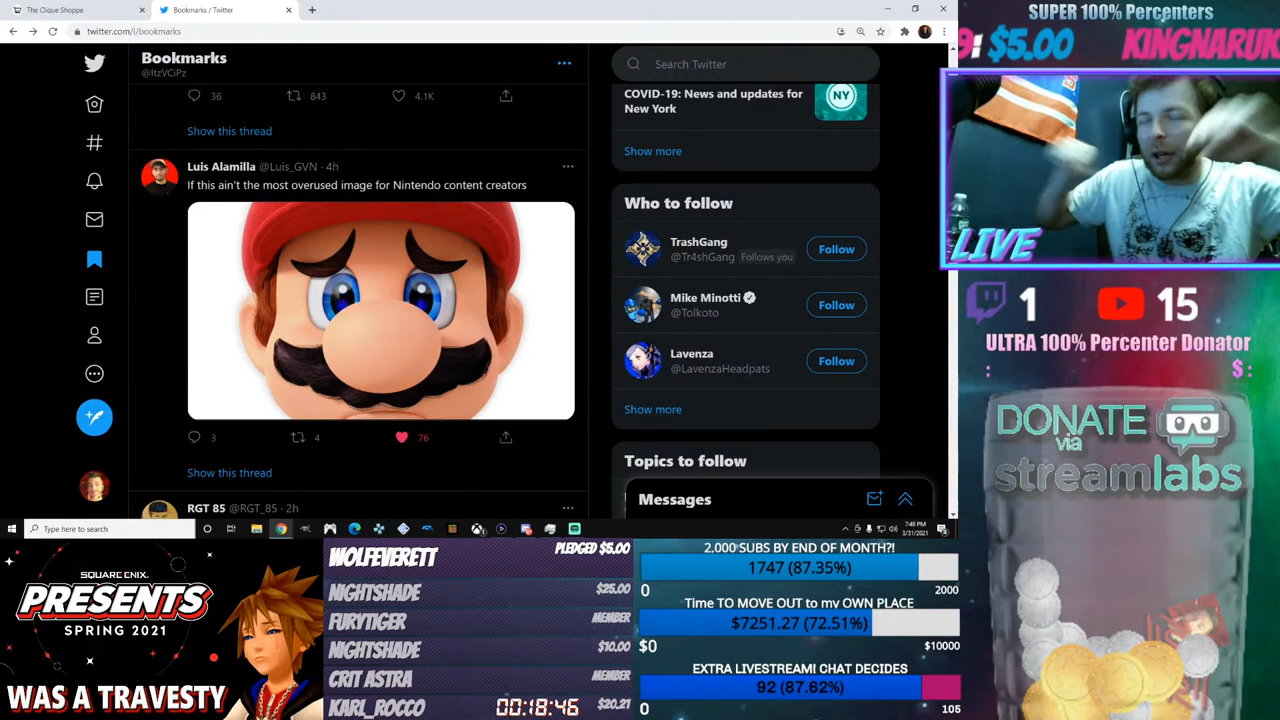 The Clique Shoppe
Bookmarks / Twitter
twitter.com/i/bookmarks
Bookmarks
@ItzVCiPz
36
843
4.1K
Show this thread
Luis Alamilla @Luis_GVN · 4h
If this ain't the most overused image for Nintendo content creators
3
4
76
Show this thread
RGT 85 @RGT_85 · 2h
Search Twitter
COVID-19: News and updates for
New York
NY
Show more
Who to follow
TrashGang
@Tr4shGang Follows you
Follow
Mike Minotti
@Tolkoto
Follow
Lavenza
@LavenzaHeadpats
Follow
Show more
Topics to follow
Messages
Type here to search
7:48 PM
3/31/2021
SUPER 100% Percenters
9: $5.00 KINGNARUK
LIVE
1
15
ULTRA 100% Percenter Donator
: $:
DONATE
via
streamlabs
SQUARE ENIX
PRESENTS
SPRING 2021
WAS A TRAVESTY
WOLFEVERETT PLEDGED $5.00
NIGHTSHADE $25.00
FURYTIGER MEMBER
NIGHTSHADE $10.00
CRIT ASTRA MEMBER
KARL_ROCCO $20.21
00:18:46
2,000 SUBS BY END OF MONTH?!
1747 (87.35%)
0 2000
Time TO MOVE OUT to my OWN PLACE
$7251.27 (72.51%)
$0 $10000
EXTRA LIVESTREAM! CHAT DECIDES
92 (87.62%)
0 105